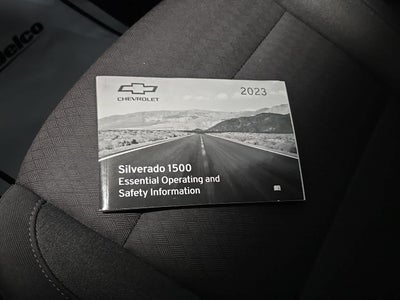 CHEVROLET
2023
Silverado 1500
Essential Operating and
Safety Information